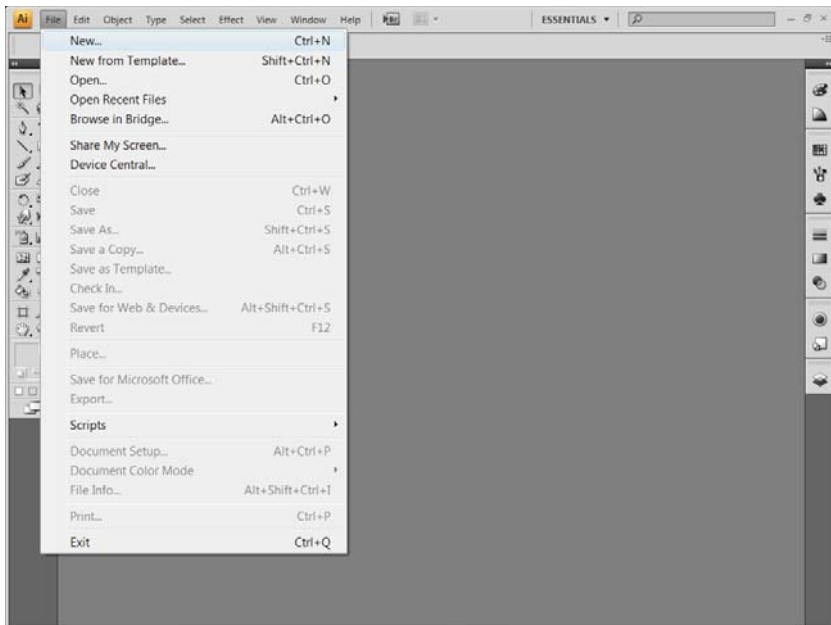 Ai File Edit Object Type Select Effect View Window Help Br ESSENTIALS
New... Ctrl+N
New from Template... Shift+Ctrl+N
Open... Ctrl+O
Open Recent Files
Browse in Bridge... Alt+Ctrl+O
Share My Screen...
Device Central...
Close Ctrl+W
Save Ctrl+S
Save As... Shift+Ctrl+S
Save a Copy... Alt+Ctrl+S
Save as Template...
Check In...
Save for Web & Devices... Alt+Shift+Ctrl+S
Revert F12
Place...
Save for Microsoft Office...
Export...
Scripts
Document Setup... Alt+Ctrl+P
Document Color Mode
File Info... Alt+Shift+Ctrl+I
Print... Ctrl+P
Exit Ctrl+Q